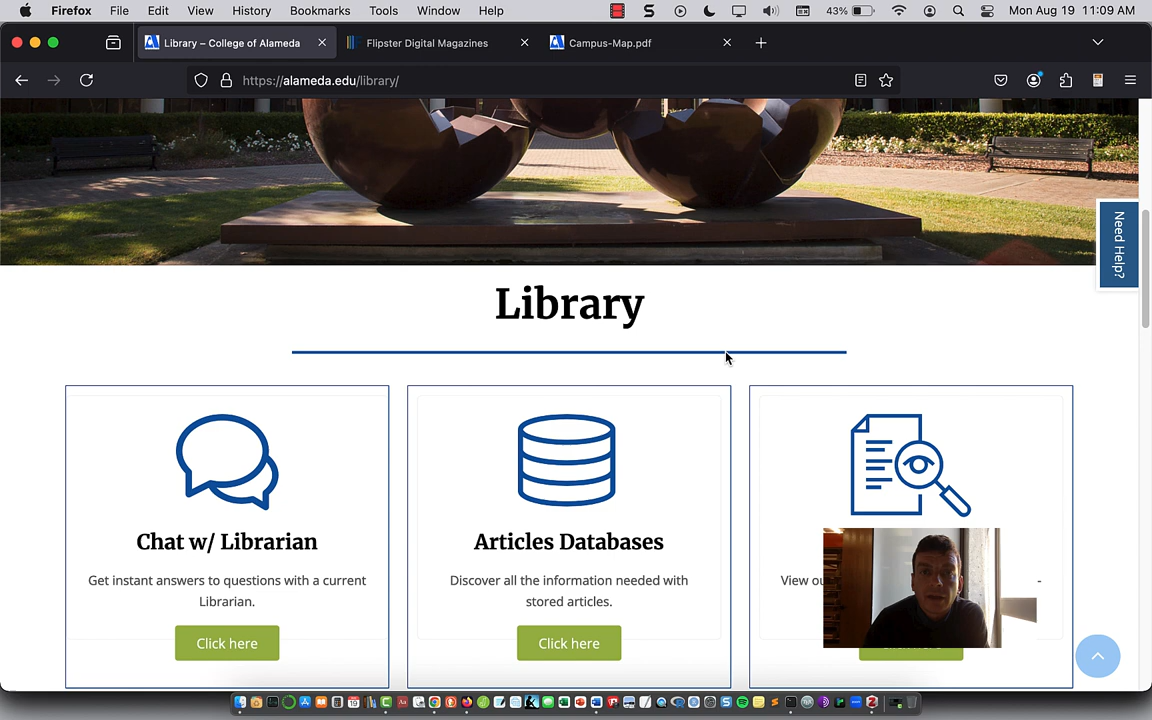 Firefox File Edit View History Bookmarks Tools Window Help 43% Mon Aug 19 11:09 AM
Library – College of Alameda Flipster Digital Magazines Campus-Map.pdf
https://alameda.edu/library/
Need Help?
Library
Chat w/ Librarian
Get instant answers to questions with a current
Librarian.
Click here
Articles Databases
Discover all the information needed with
stored articles.
Click here
View